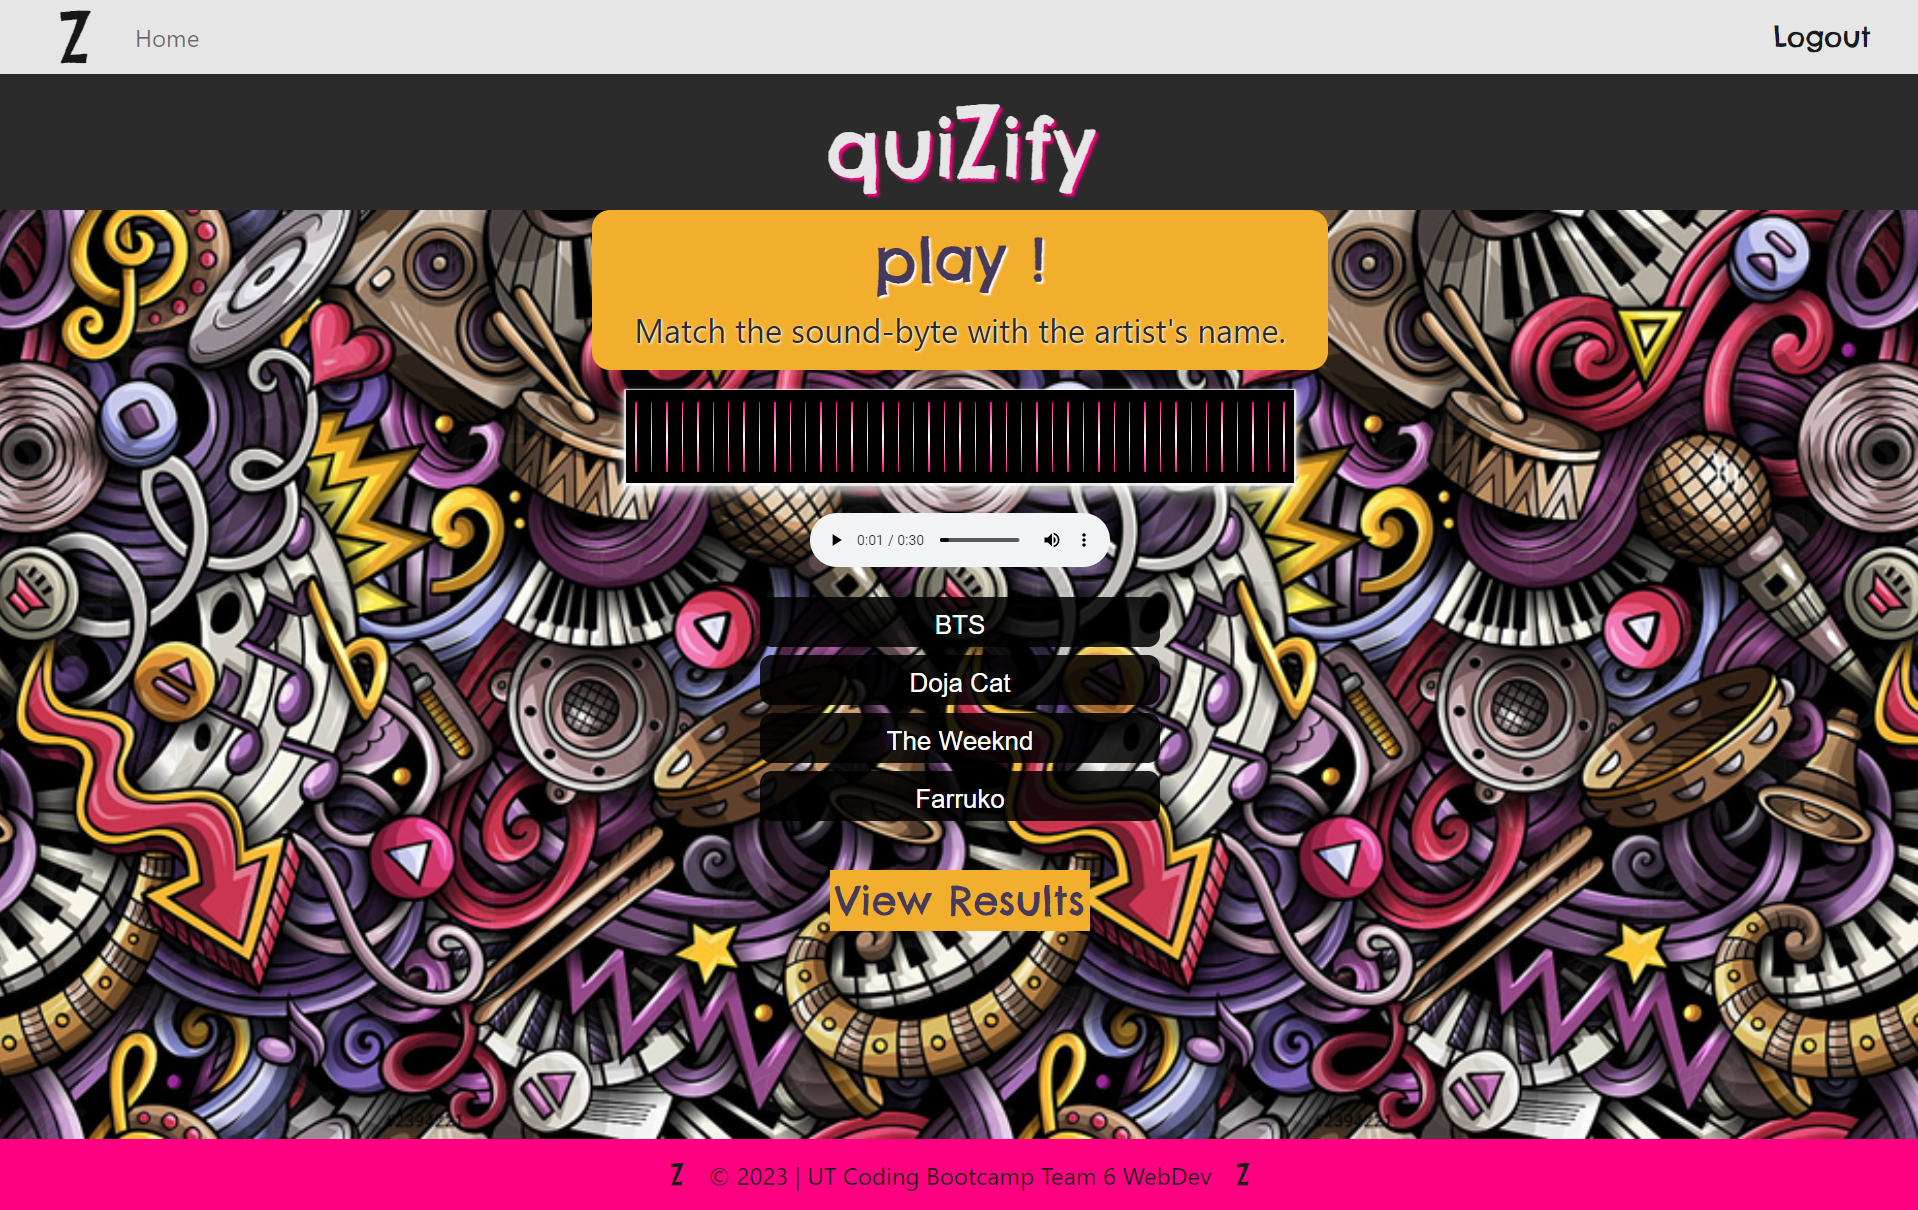 Z Home Logout
quiZify
play !
Match the sound-byte with the artist's name.
0:01 / 0:30
BTS
Doja Cat
The Weeknd
Farruko
View Results
Z © 2023 | UT Coding Bootcamp Team 6 WebDev Z